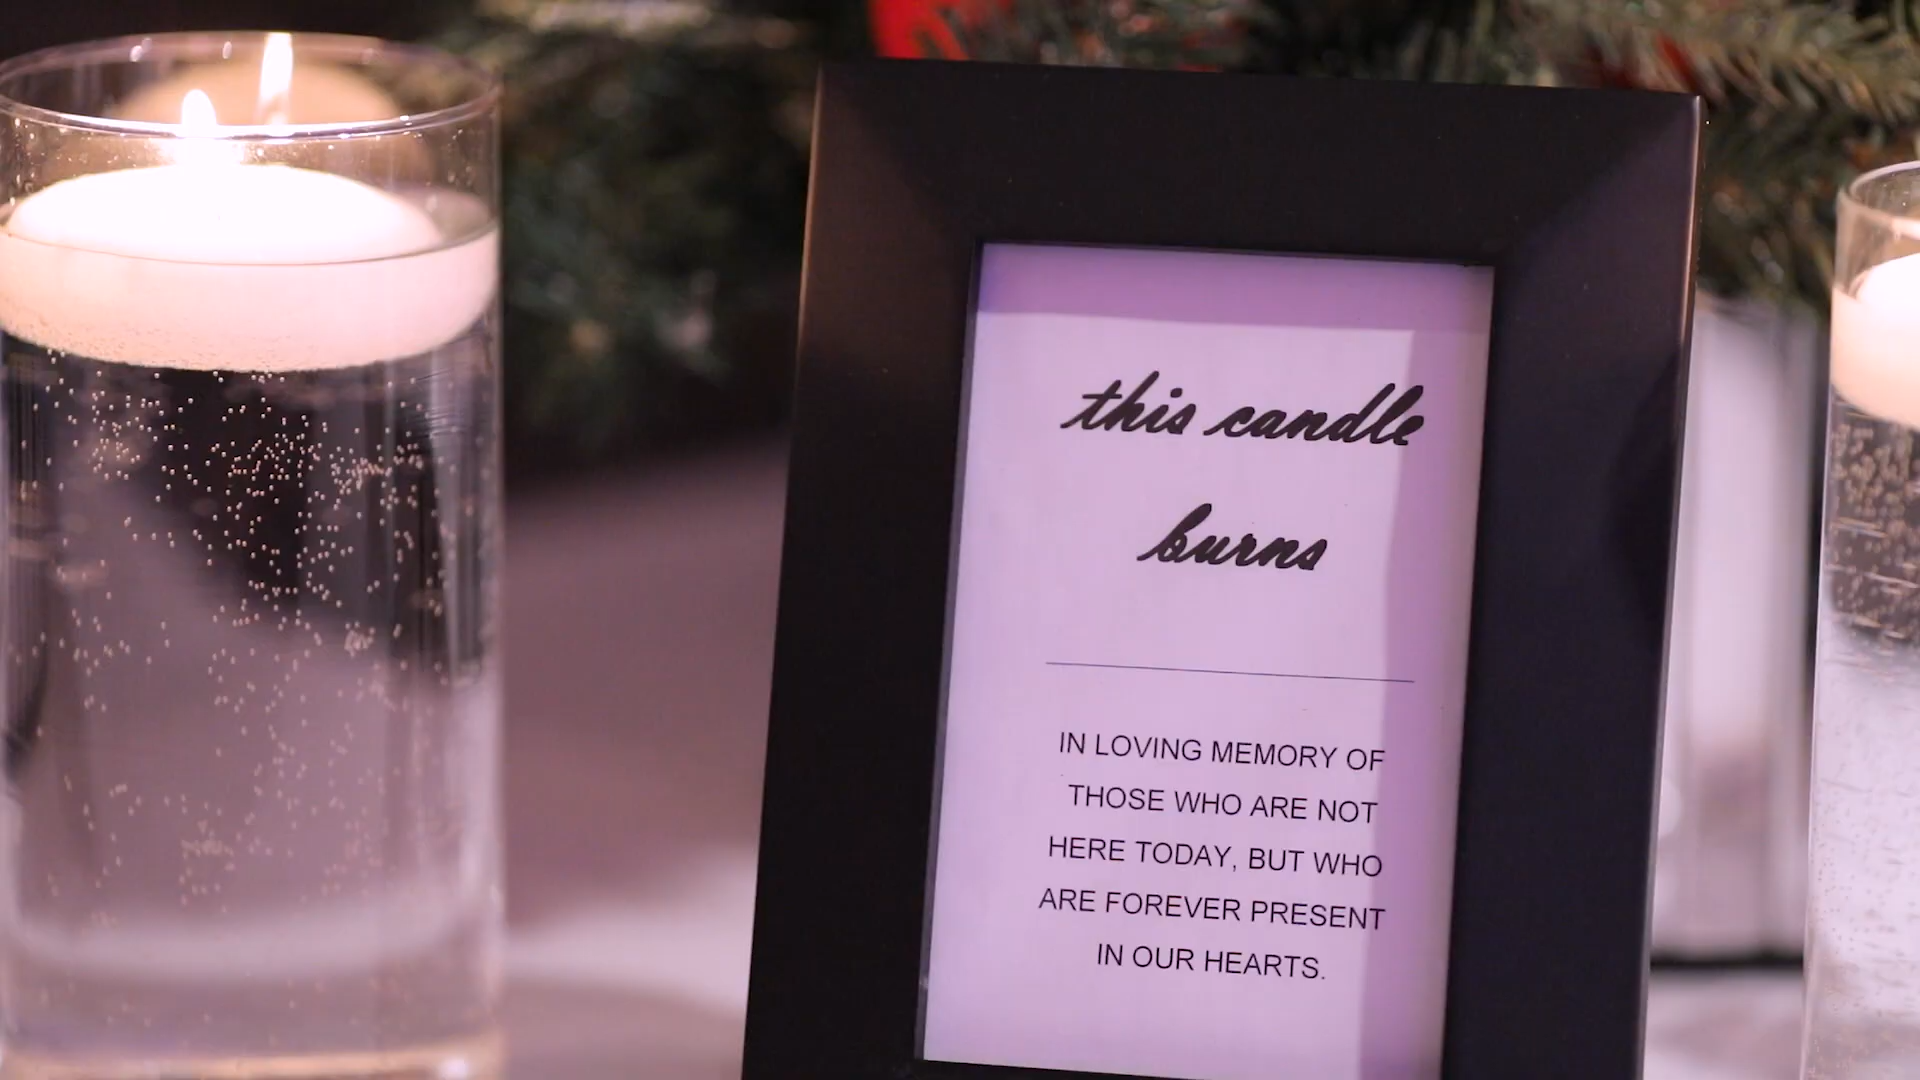 this candle
burns
IN LOVING MEMORY OF
THOSE WHO ARE NOT
HERE TODAY, BUT WHO
ARE FOREVER PRESENT
IN OUR HEARTS.